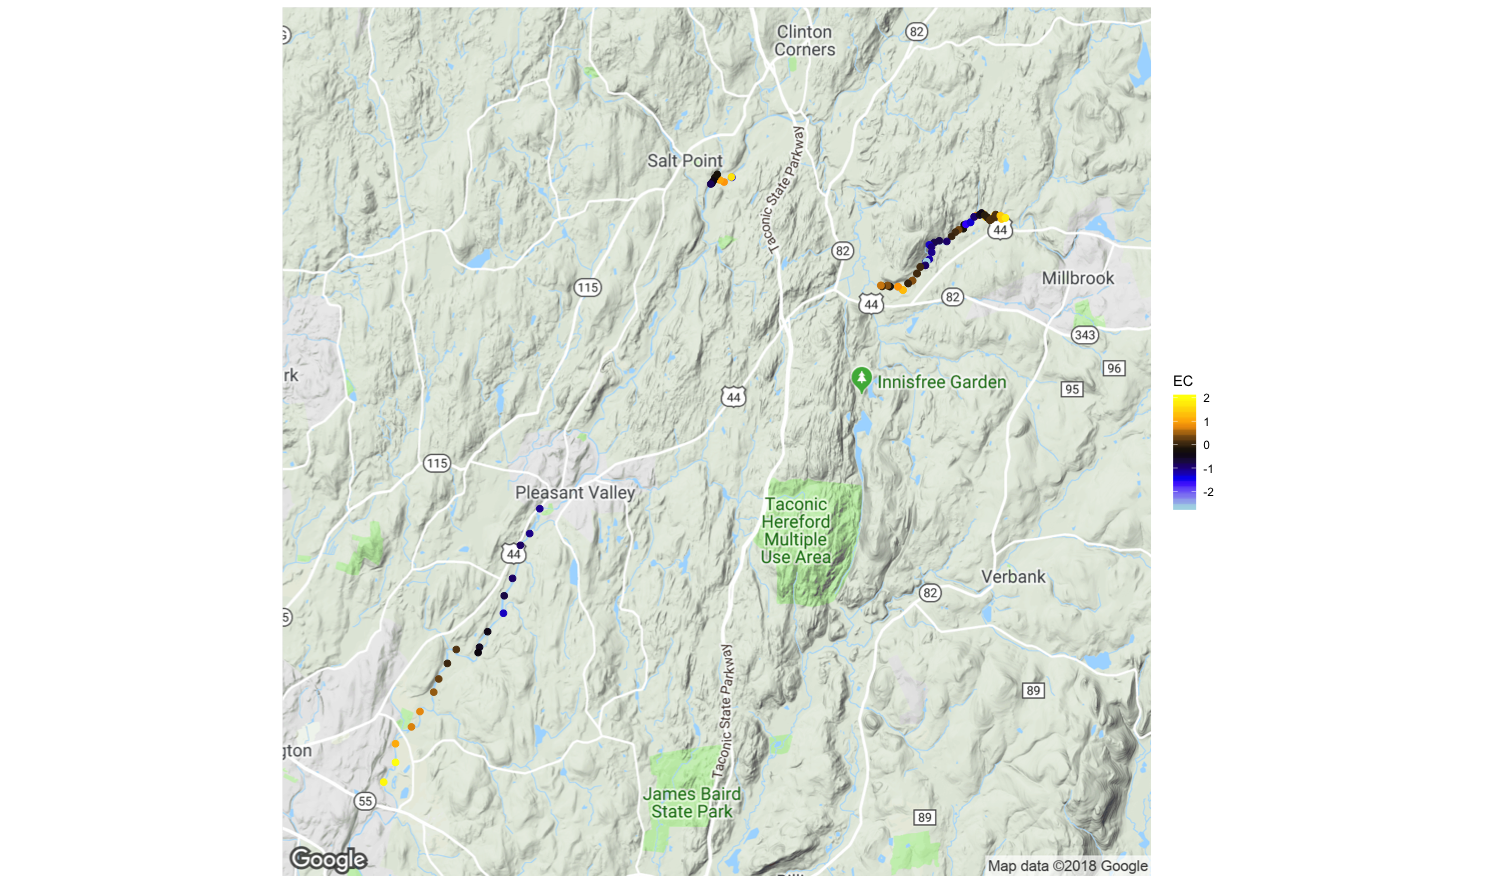 Clinton
Corners
82
G
Salt Point
Taconic State Parkway
44
82
Millbrook
115
82
44
343
rk
96
Innisfree Garden
95
44
EC
2
1
0
-1
-2
115
Pleasant Valley
Taconic
Hereford
Multiple
Use Area
44
Verbank
82
5
Taconic State Parkway
89
gton
James Baird
State Park
55
89
Google
Map data ©2018 Google